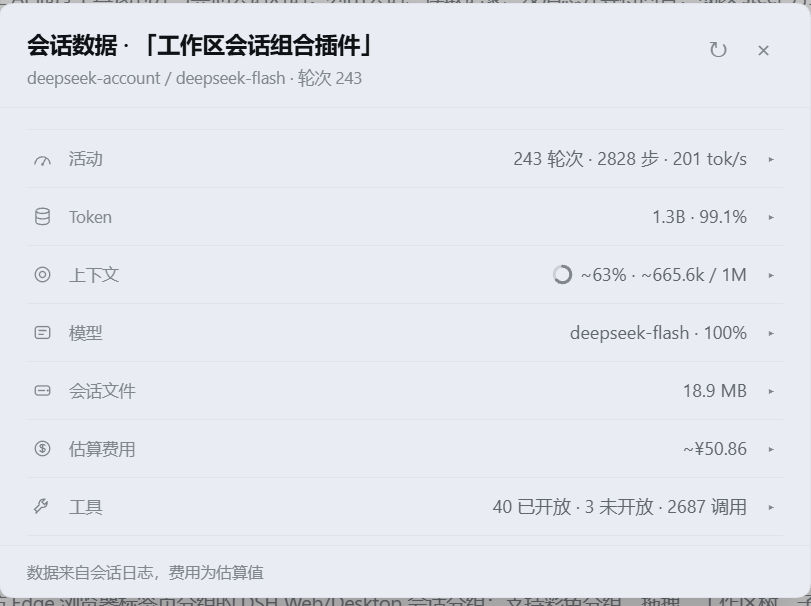 会话数据 · 「工作区会话组合插件」
deepseek-account / deepseek-flash · 轮次 243
活动 243 轮次 · 2828 步 · 201 tok/s
Token 1.3B · 99.1%
上下文 ~63% · ~665.6k / 1M
模型 deepseek-flash · 100%
会话文件 18.9 MB
估算费用 ~¥50.86
工具 40 已开放 · 3 未开放 · 2687 调用
数据来自会话日志，费用为估算值